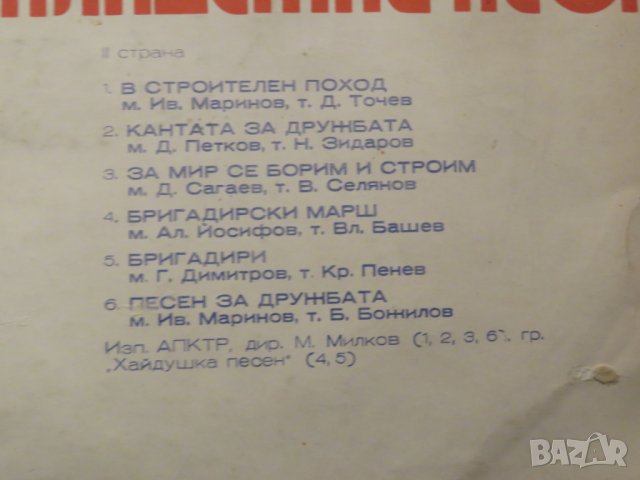 II страна
1. В СТРОИТЕЛЕН ПОХОД
м. Ив. Маринов, т. Д. Точев
2. КАНТАТА ЗА ДРУЖБАТА
м. Д. Петков, т. Н. Зидаров
3. ЗА МИР СЕ БОРИМ И СТРОИМ
м. Д. Сагаев, т. В. Селянов
4. БРИГАДИРСКИ МАРШ
м. Ал. Йосифов, т. Вл. Башев
5. БРИГАДИРИ
м. Г. Димитров, т. Кр. Пенев
6. ПЕСЕН ЗА ДРУЖБАТА
м. Ив. Маринов, т. Б. Божилов
Изп. АПКТР, дир. М. Милков (1, 2, 3, 6), гр.
„Хайдушка песен" (4, 5)
BAZAR